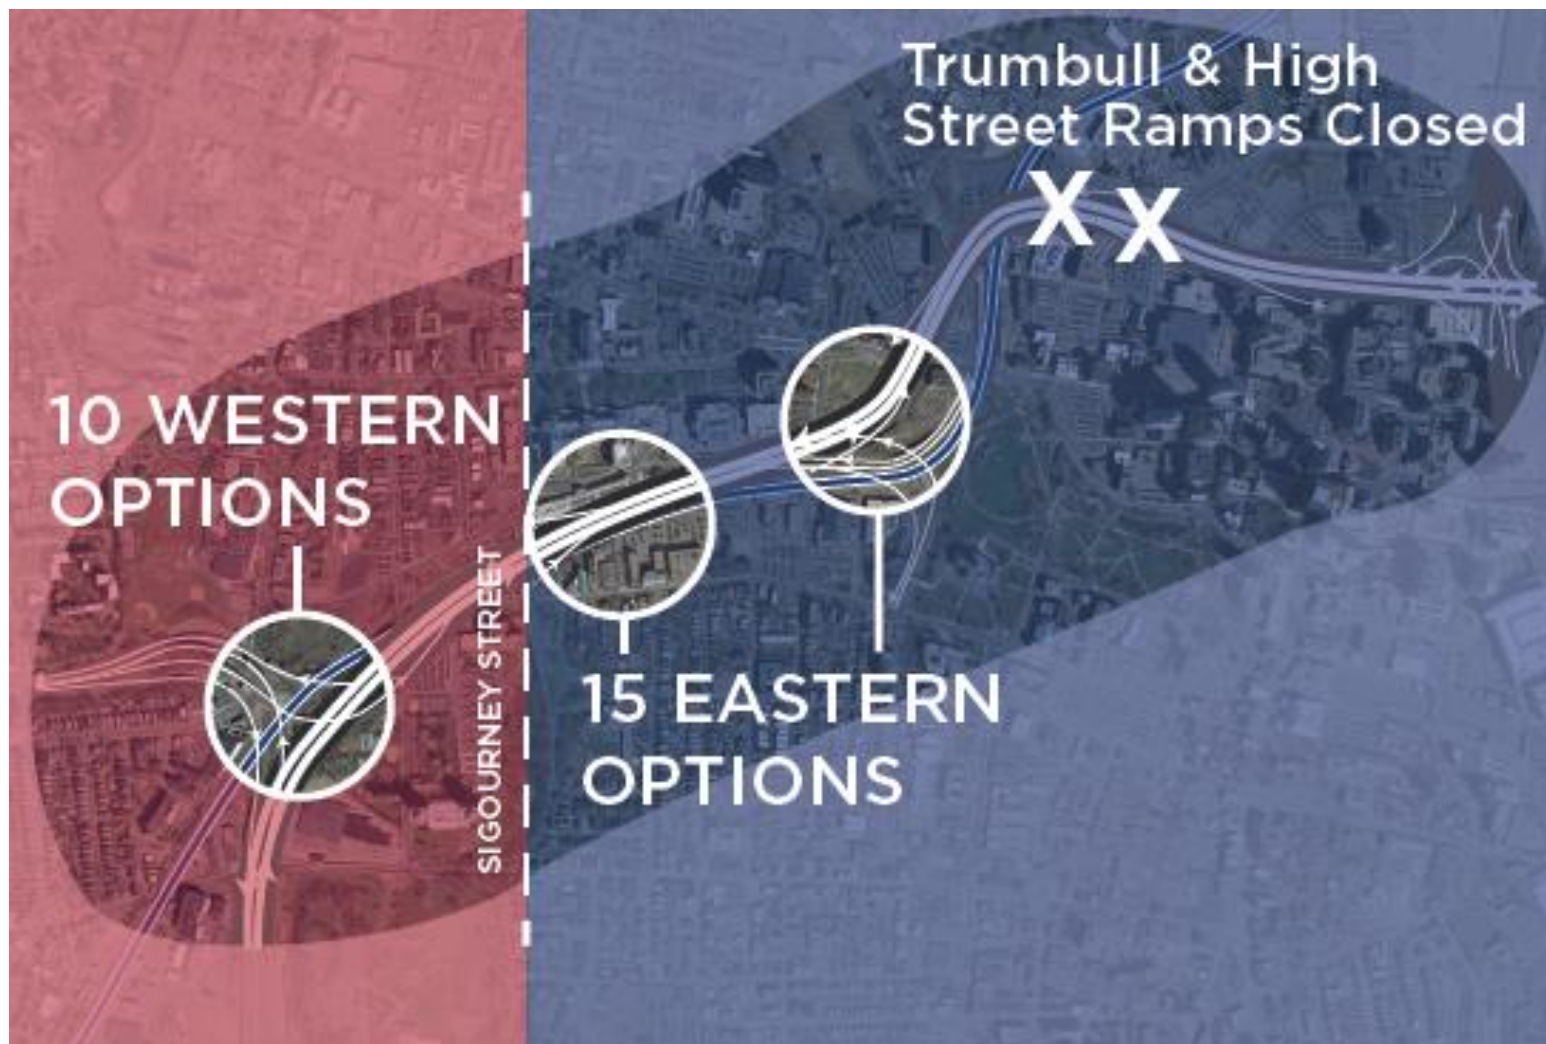 Trumbull & High
Street Ramps Closed
X X
10 WESTERN
OPTIONS
SIGOURNEY STREET
15 EASTERN
OPTIONS